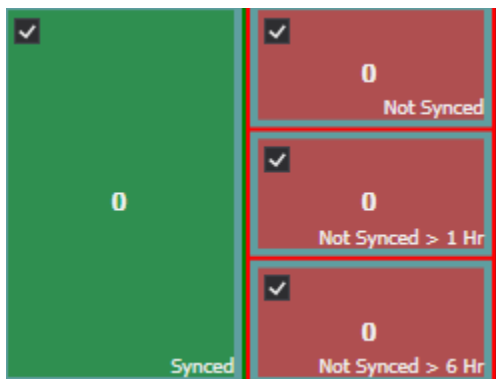 0
Synced
0
Not Synced
0
Not Synced > 1 Hr
0
Not Synced > 6 Hr